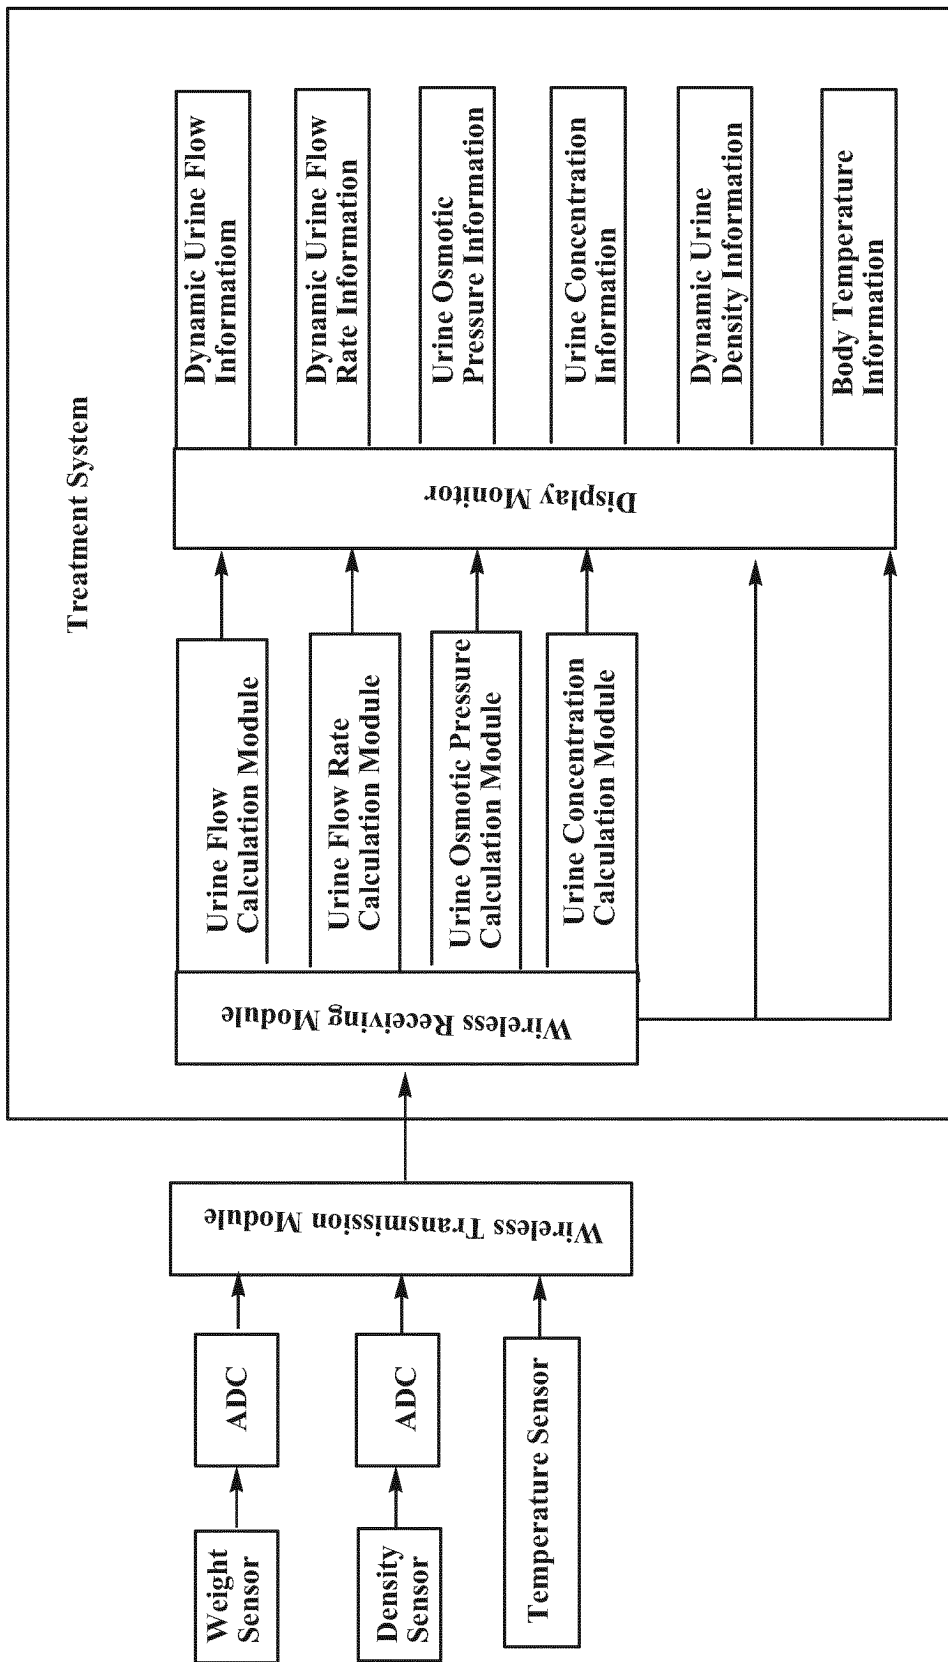 Treatment System
Weight
Sensor
ADC
Density
Sensor
ADC
Temperature Sensor
Wireless Transmission Module
Wireless Receiving Module
Urine Flow
Calculation Module
Urine Flow Rate
Calculation Module
Urine Osmotic Pressure
Calculation Module
Urine Concentration
Calculation Module
Display Monitor
Dynamic Urine Flow
Informatiom
Dynamic Urine Flow
Rate Information
Urine Osmotic
Pressure Information
Urine Concentration
Information
Dynamic Urine
Density Information
Body Temperature
Information